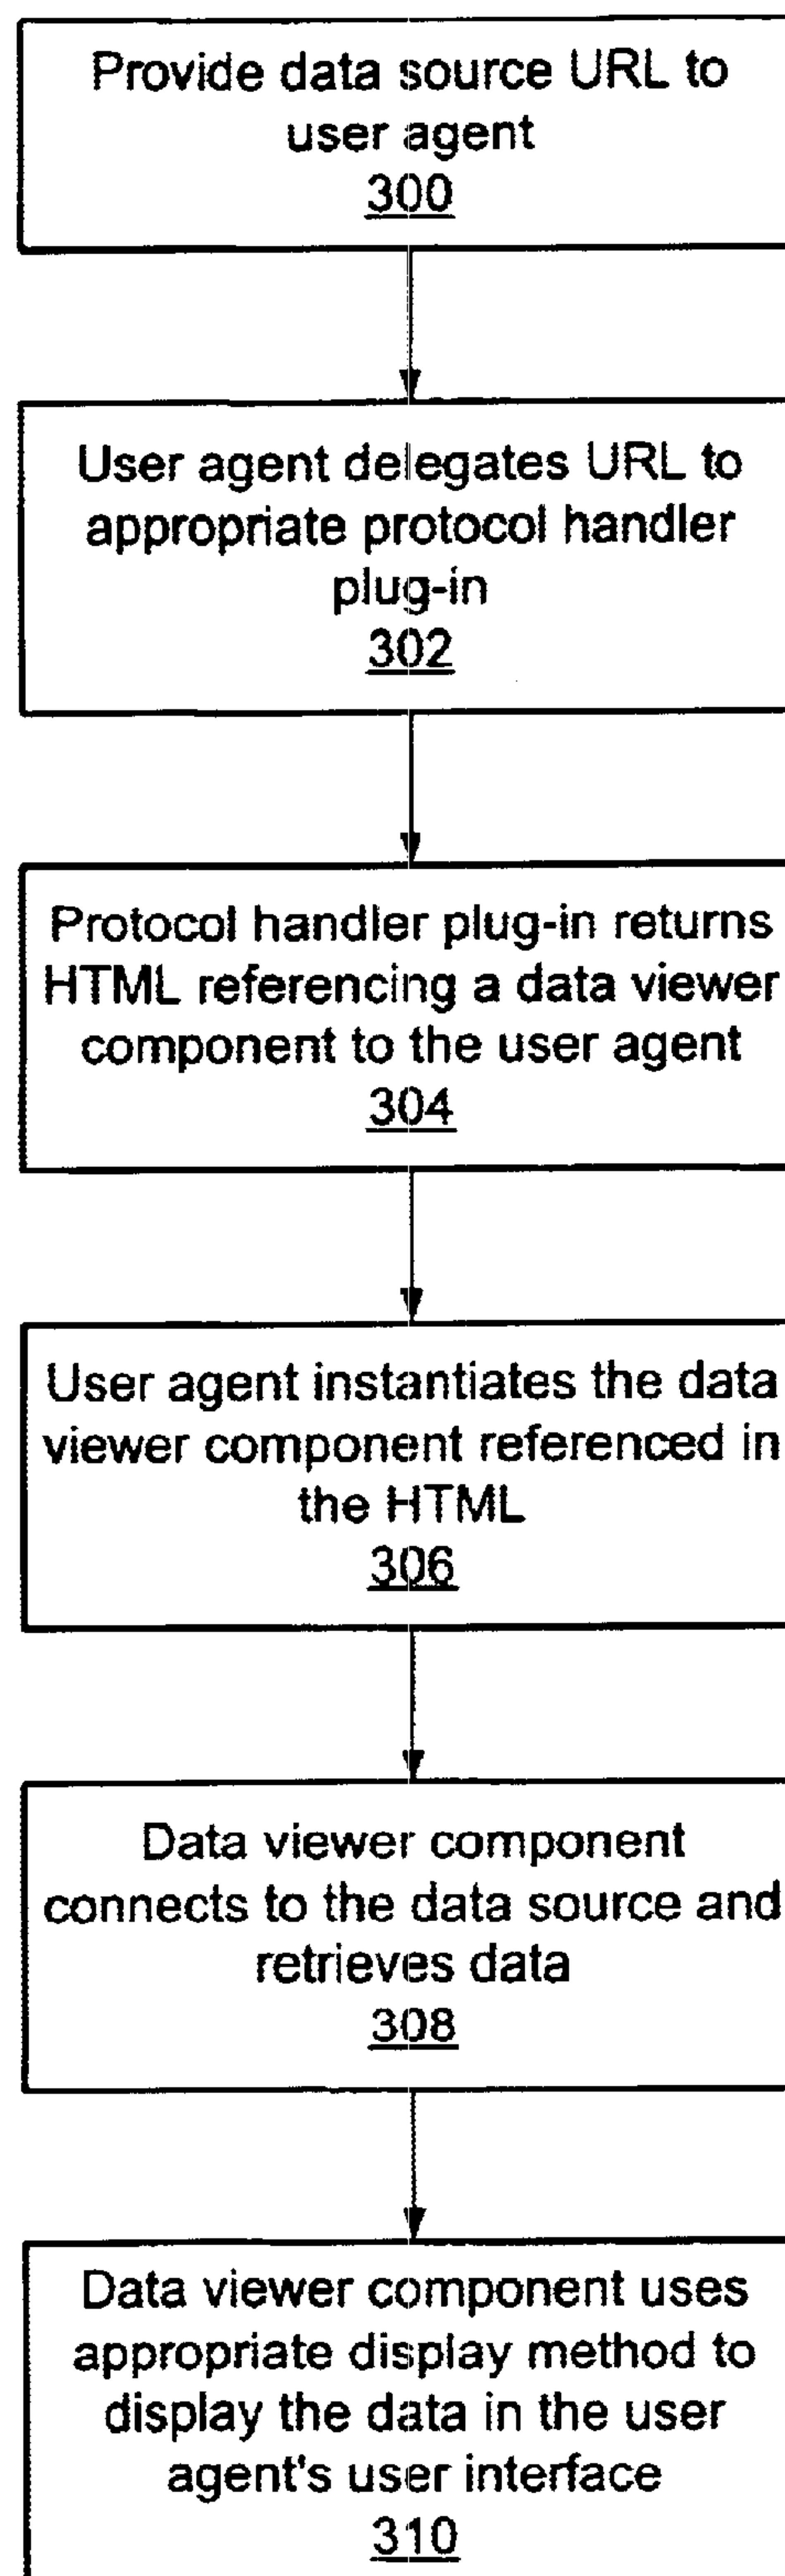 Provide data source URL to
user agent
300
User agent delegates URL to
appropriate protocol handler
plug-in
302
Protocol handler plug-in returns
HTML referencing a data viewer
component to the user agent
304
User agent instantiates the data
viewer component referenced in
the HTML
306
Data viewer component
connects to the data source and
retrieves data
308
Data viewer component uses
appropriate display method to
display the data in the user
agent's user interface
310